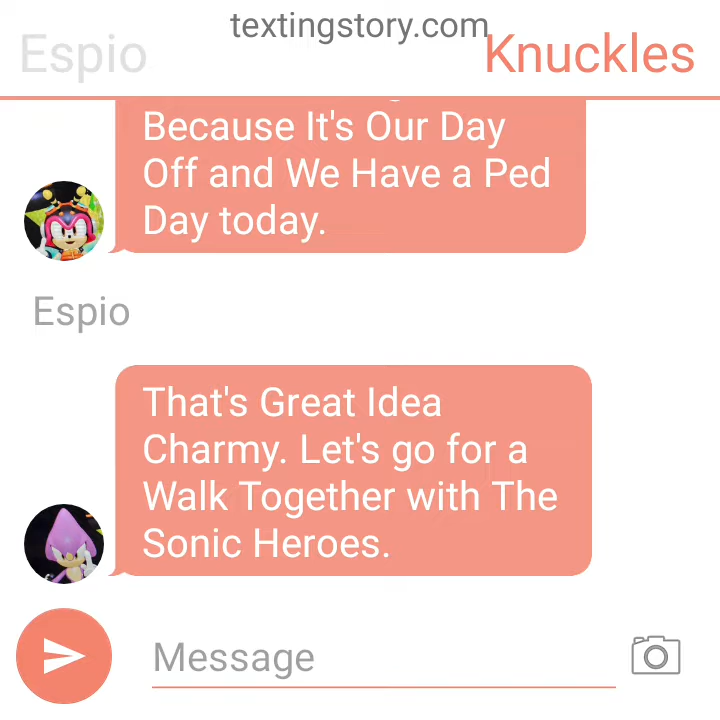 textingstory.com
Espio
Knuckles
Because It's Our Day
Off and We Have a Ped
Day today.
Espio
That's Great Idea
Charmy. Let's go for a
Walk Together with The
Sonic Heroes.
Message